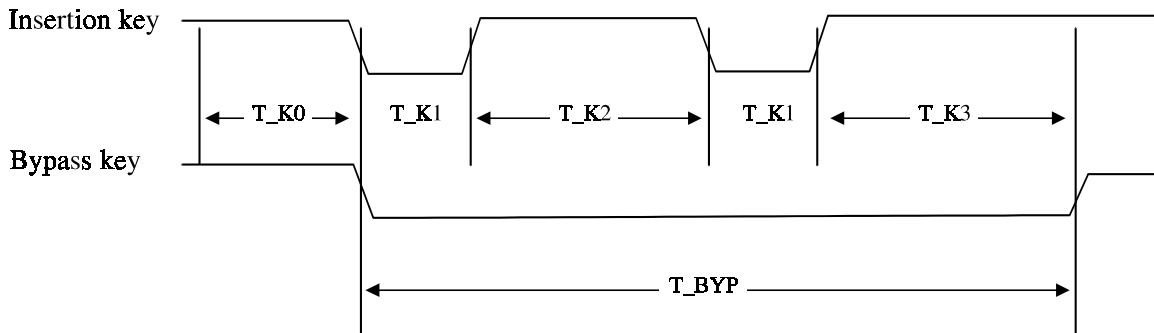 Insertion key
T_K0 T_K1 T_K2 T_K1 T_K3
Bypass key
T_BYP